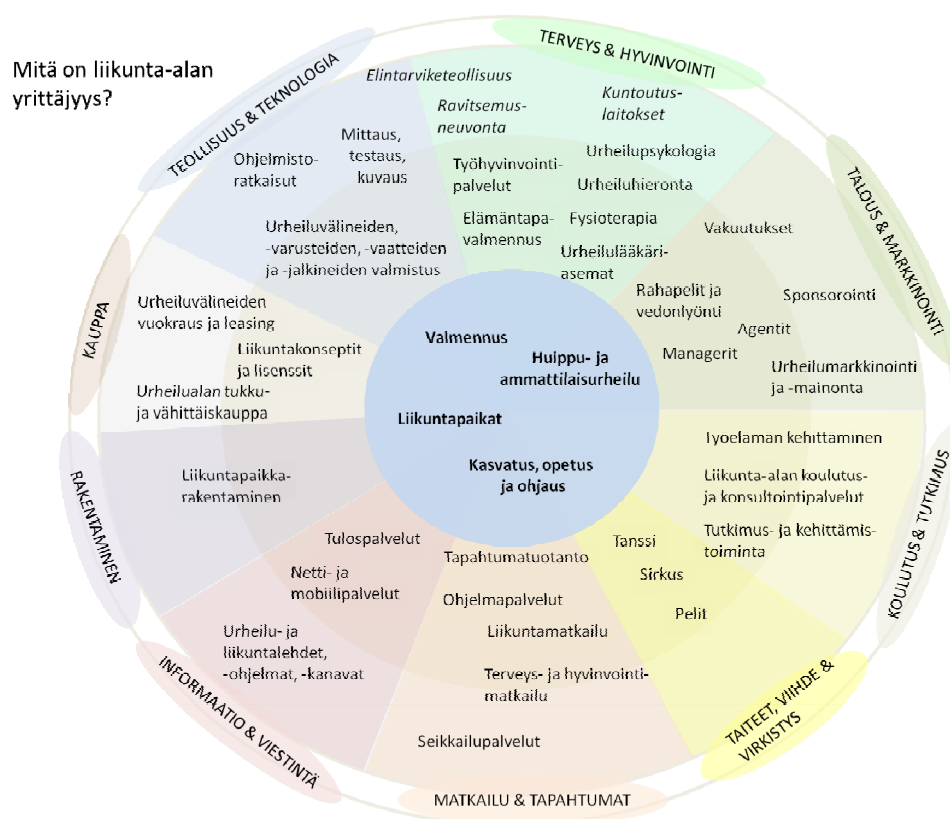 Mitä on liikunta-alan
yrittäjyys?
TERVEYS & HYVINVOINTI
Elintarviketeollisuus
Ravitsemus-
neuvonta
Kuntoutus-
laitokset
Työhyvinvointi-
palvelut
Urheilupsykologia
Urheiluhieronta
Elämäntapa-
valmennus
Fysioterapia
Urheilulääkäri-
asemat
TALOUS & MARKKINOINTI
Vakuutukset
Rahapelit ja
vedonlyönti
Sponsorointi
Agentit
Managerit
Urheilumarkkinointi
ja -mainonta
KOULUTUS & TUTKIMUS
Työelämän kehittäminen
Liikunta-alan koulutus-
ja konsultointipalvelut
Tutkimus- ja kehittämis-
toiminta
TAITEET, VIIHDE &
VIRKISTYS
Tanssi
Sirkus
Pelit
MATKAILU & TAPAHTUMAT
Tapahtumatuotanto
Ohjelmapalvelut
Liikuntamatkailu
Terveys- ja hyvinvointi-
matkailu
Seikkailupalvelut
INFORMAATIO & VIESTINTÄ
Tulospalvelut
Netti- ja
mobiilipalvelut
Urheilu- ja
liikuntalehdet,
-ohjelmat, -kanavat
RAKENTAMINEN
Liikuntapaikka-
rakentaminen
KAUPPA
Urheiluvälineiden
vuokraus ja leasing
Liikuntakonseptit
ja lisenssit
Urheilualan tukku-
ja vähittäiskauppa
TEOLLISUUS & TEKNOLOGIA
Ohjelmisto-
ratkaisut
Mittaus,
testaus,
kuvaus
Urheiluvälineiden,
-varusteiden, -vaatteiden
ja -jalkineiden valmistus
Valmennus
Huippu- ja
ammattilaisurheilu
Liikuntapaikat
Kasvatus, opetus
ja ohjaus